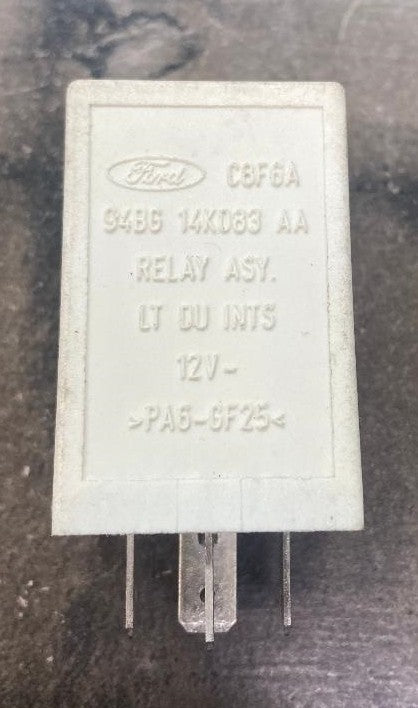 Ford C8F6A
94BG 14K083 AA
RELAY ASY.
LT DU INTS
12V-
>PA6-GF25<